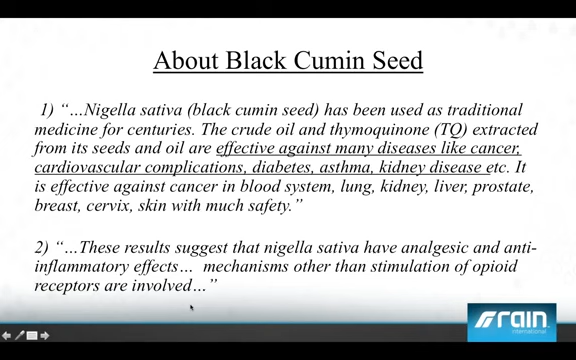 About Black Cumin Seed
1) “…Nigella sativa (black cumin seed) has been used as traditional
medicine for centuries. The crude oil and thymoquinone (TQ) extracted
from its seeds and oil are effective against many diseases like cancer,
cardiovascular complications, diabetes, asthma, kidney disease etc. It
is effective against cancer in blood system, lung, kidney, liver, prostate,
breast, cervix, skin with much safety.”
2) “…These results suggest that nigella sativa have analgesic and anti-
inflammatory effects… mechanisms other than stimulation of opioid
receptors are involved…”
rain
international